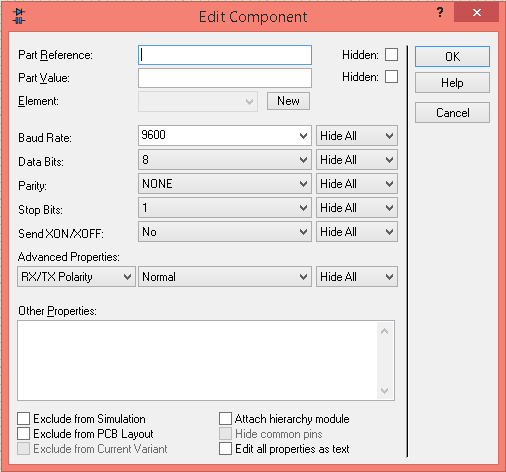 Edit Component
? ×
Part Reference: Hidden: OK
Part Value: Hidden: Help
Element: New Cancel
Baud Rate: 9600 Hide All
Data Bits: 8 Hide All
Parity: NONE Hide All
Stop Bits: 1 Hide All
Send XON/XOFF: No Hide All
Advanced Properties:
RX/TX Polarity Normal Hide All
Other Properties:
Exclude from Simulation Attach hierarchy module
Exclude from PCB Layout Hide common pins
Exclude from Current Variant Edit all properties as text